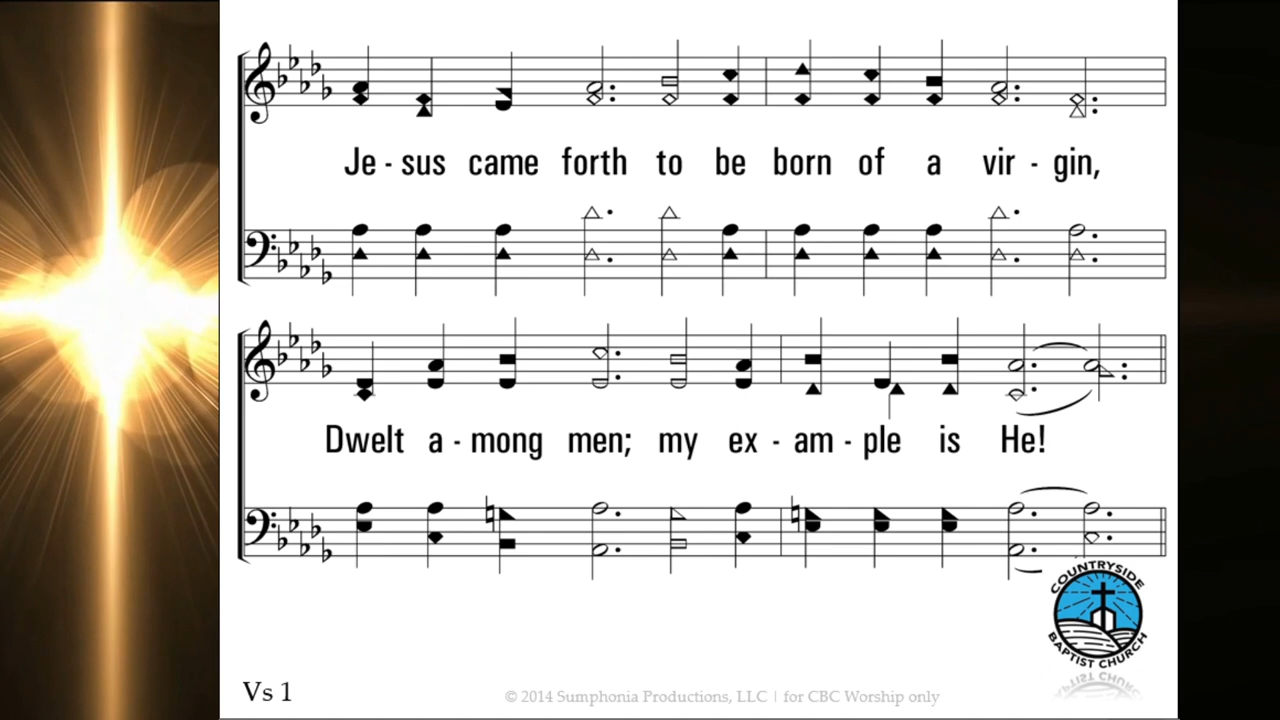 Je - sus came forth to be born of a vir - gin,
Dwelt a - mong men; my ex - am - ple is He!
COUNTRYSIDE
BAPTIST CHURCH
Vs 1
© 2014 Sumphonia Productions, LLC | for CBC Worship only